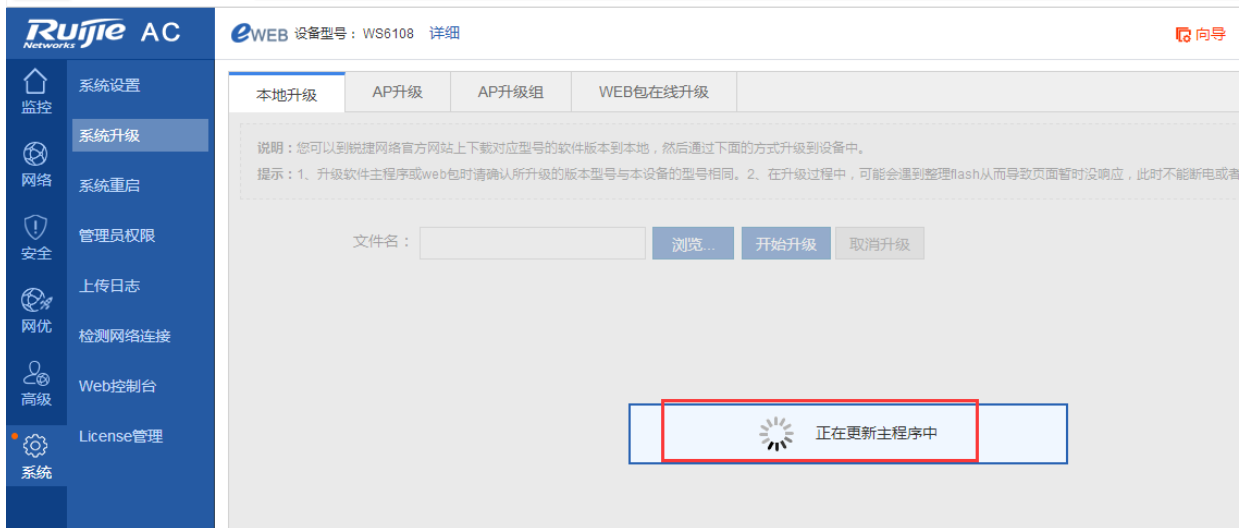 Ruijie AC
Networks
eWEB 设备型号：WS6108 详细
向导
监控
网络
安全
网优
高级
系统
系统设置
系统升级
系统重启
管理员权限
上传日志
检测网络连接
Web控制台
License管理
本地升级 AP升级 AP升级组 WEB包在线升级
说明：您可以到锐捷网络官方网站上下载对应型号的软件版本到本地，然后通过下面的方式升级到设备中。
提示：1、升级软件主程序或web包时请确认所升级的版本型号与本设备的型号相同。2、在升级过程中，可能会遇到整理flash从而导致页面暂时没响应，此时不能断电或者
文件名： 浏览... 开始升级 取消升级
正在更新主程序中